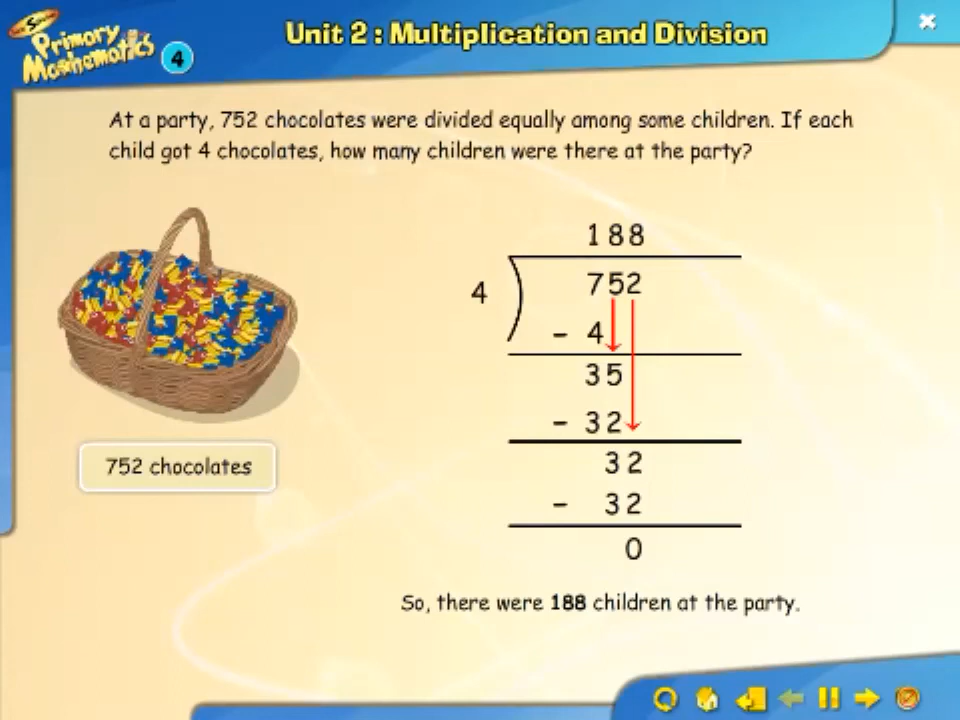 S
Primary
Mathematics
4
Unit 2 : Multiplication and Division
At a party, 752 chocolates were divided equally among some children. If each
child got 4 chocolates, how many children were there at the party?
188
4
752
- 4
35
- 32
32
- 32
0
752 chocolates
So, there were 188 children at the party.